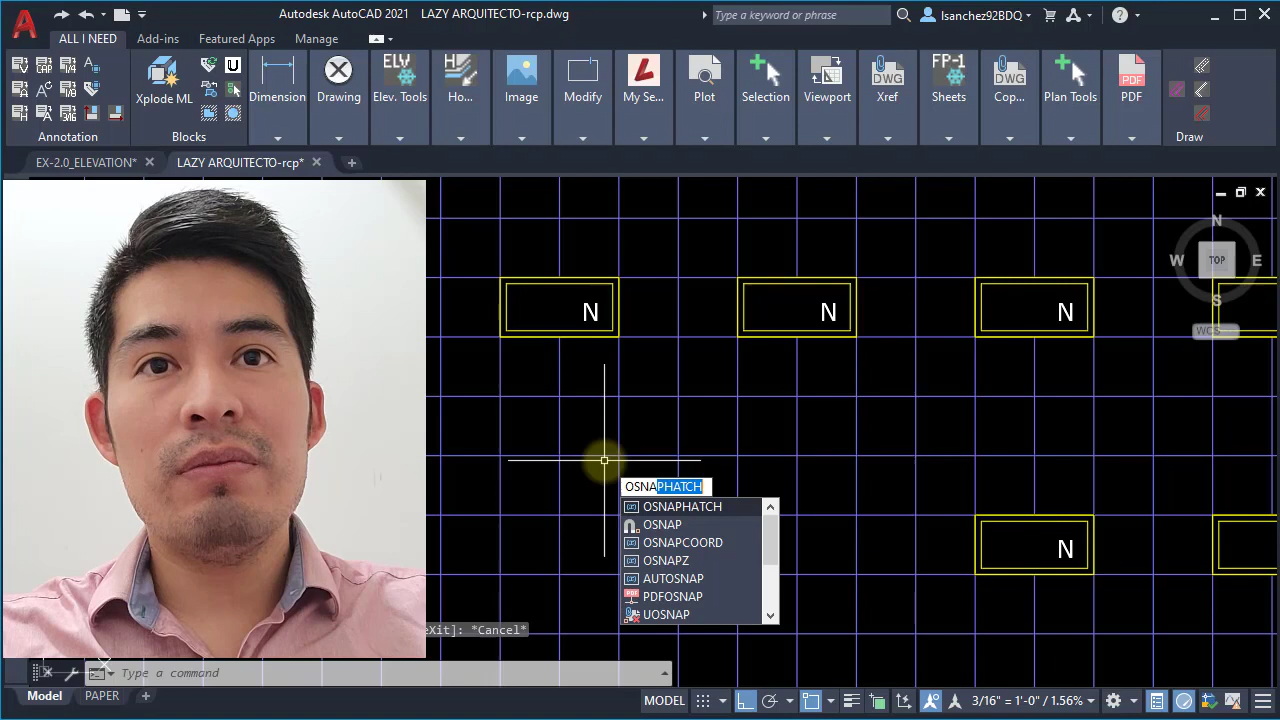 Autodesk AutoCAD 2021 LAZY ARQUITECTO-rcp.dwg
Type a keyword or phrase
lsanchez92BDQ
ALL I NEED Add-ins Featured Apps Manage
Xplode ML
Dimension
Drawing
ELV
Elev. Tools
H
Ho...
Image
Modify
My Se...
Plot
Selection
Viewport
DWG
Xref
FP-1
Sheets
DWG
Cop...
Plan Tools
PDF
PDF
Annotation
Blocks
Draw
EX-2.0_ELEVATION*
LAZY ARQUITECTO-rcp*
N
W
TOP
E
S
WCS
N
N
N
N
OSNAPHATCH
OSNAPHATCH
OSNAP
OSNAPCOORD
OSNAPZ
AUTOSNAP
PDFOSNAP
UOSNAP
eXit]: *Cancel*
Type a command
Model
PAPER
MODEL
3/16" = 1'-0" / 1.56%